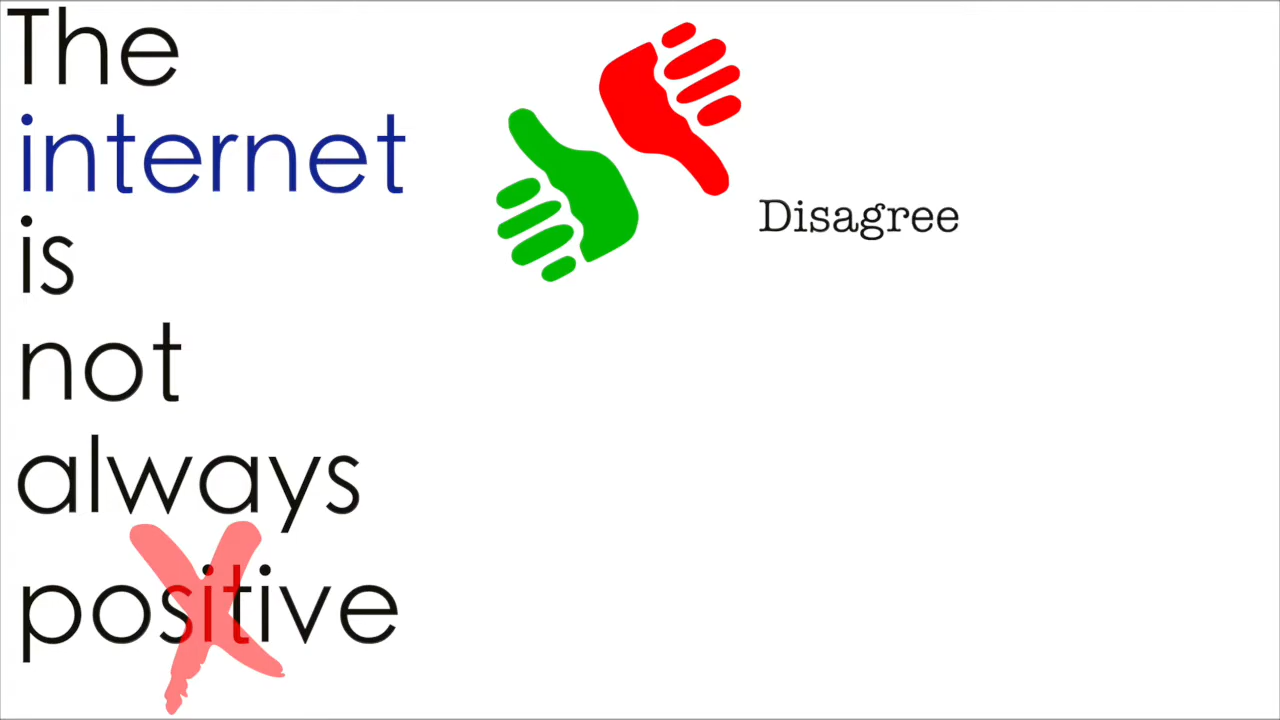 The
internet
is
not
always
positive
Disagree